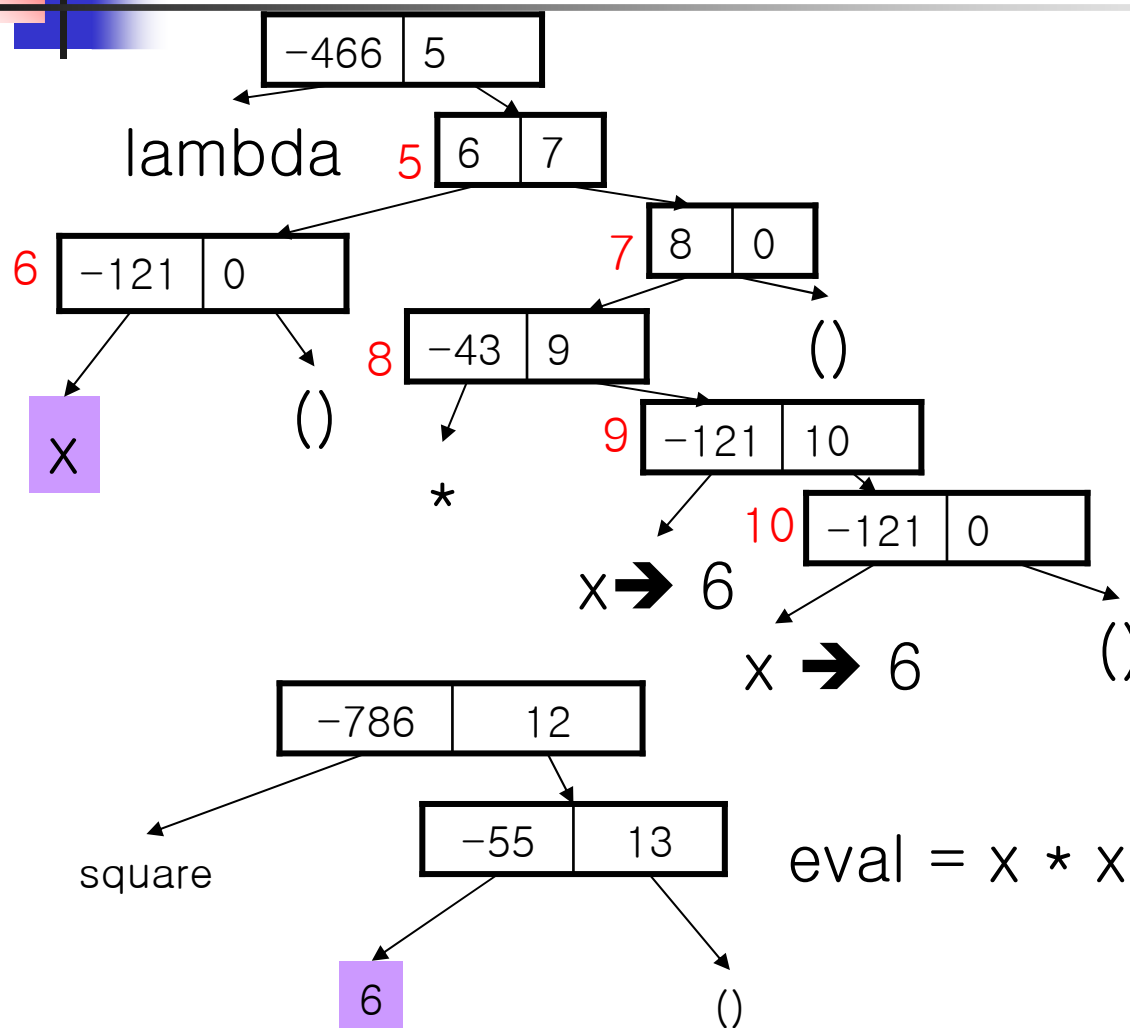 -466 5
lambda
5 6 7
6 -121 0
7 8 0
8 -43 9
()
x
()
*
9 -121 10
10 -121 0
x ➔ 6
x ➔ 6
()
-786 12
square
-55 13
eval = x * x
6
()